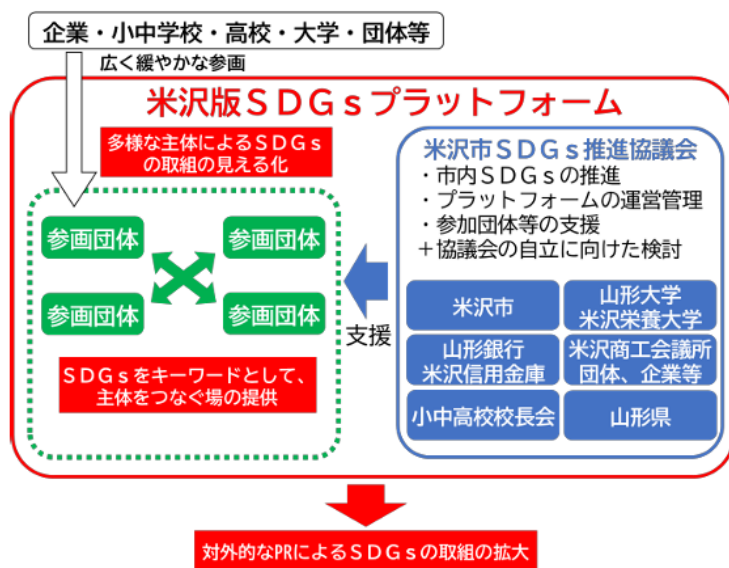 企業・小中学校・高校・大学・団体等
広く緩やかな参画
米沢版ＳＤＧｓプラットフォーム
多様な主体によるＳＤＧｓ
の取組の見える化
参画団体
参画団体
参画団体
参画団体
ＳＤＧｓをキーワードとして、
主体をつなぐ場の提供
支援
米沢市ＳＤＧｓ推進協議会
・市内ＳＤＧｓの推進
・プラットフォームの運営管理
・参加団体等の支援
＋協議会の自立に向けた検討
米沢市
山形大学
米沢栄養大学
山形銀行
米沢信用金庫
米沢商工会議所
団体、企業等
小中高校校長会
山形県
対外的なPRによるＳＤＧｓの取組の拡大